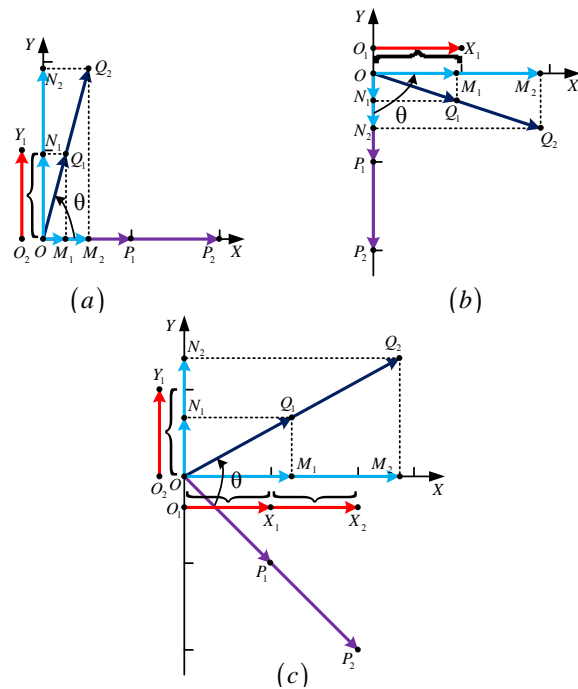 Y
N₂
Q₂
Y₁
N₁
Q₁
θ
O₂
O
M₁
M₂
P₁
P₂
X
(a)
Y
O₁
X₁
O
M₁
M₂
X
N₁
θ
Q₁
N₂
Q₂
P₁
P₂
(b)
Y
N₂
Q₂
Y₁
N₁
Q₁
θ
M₁
M₂
X
O₂
O
O₁
X₁
X₂
P₁
P₂
(c)